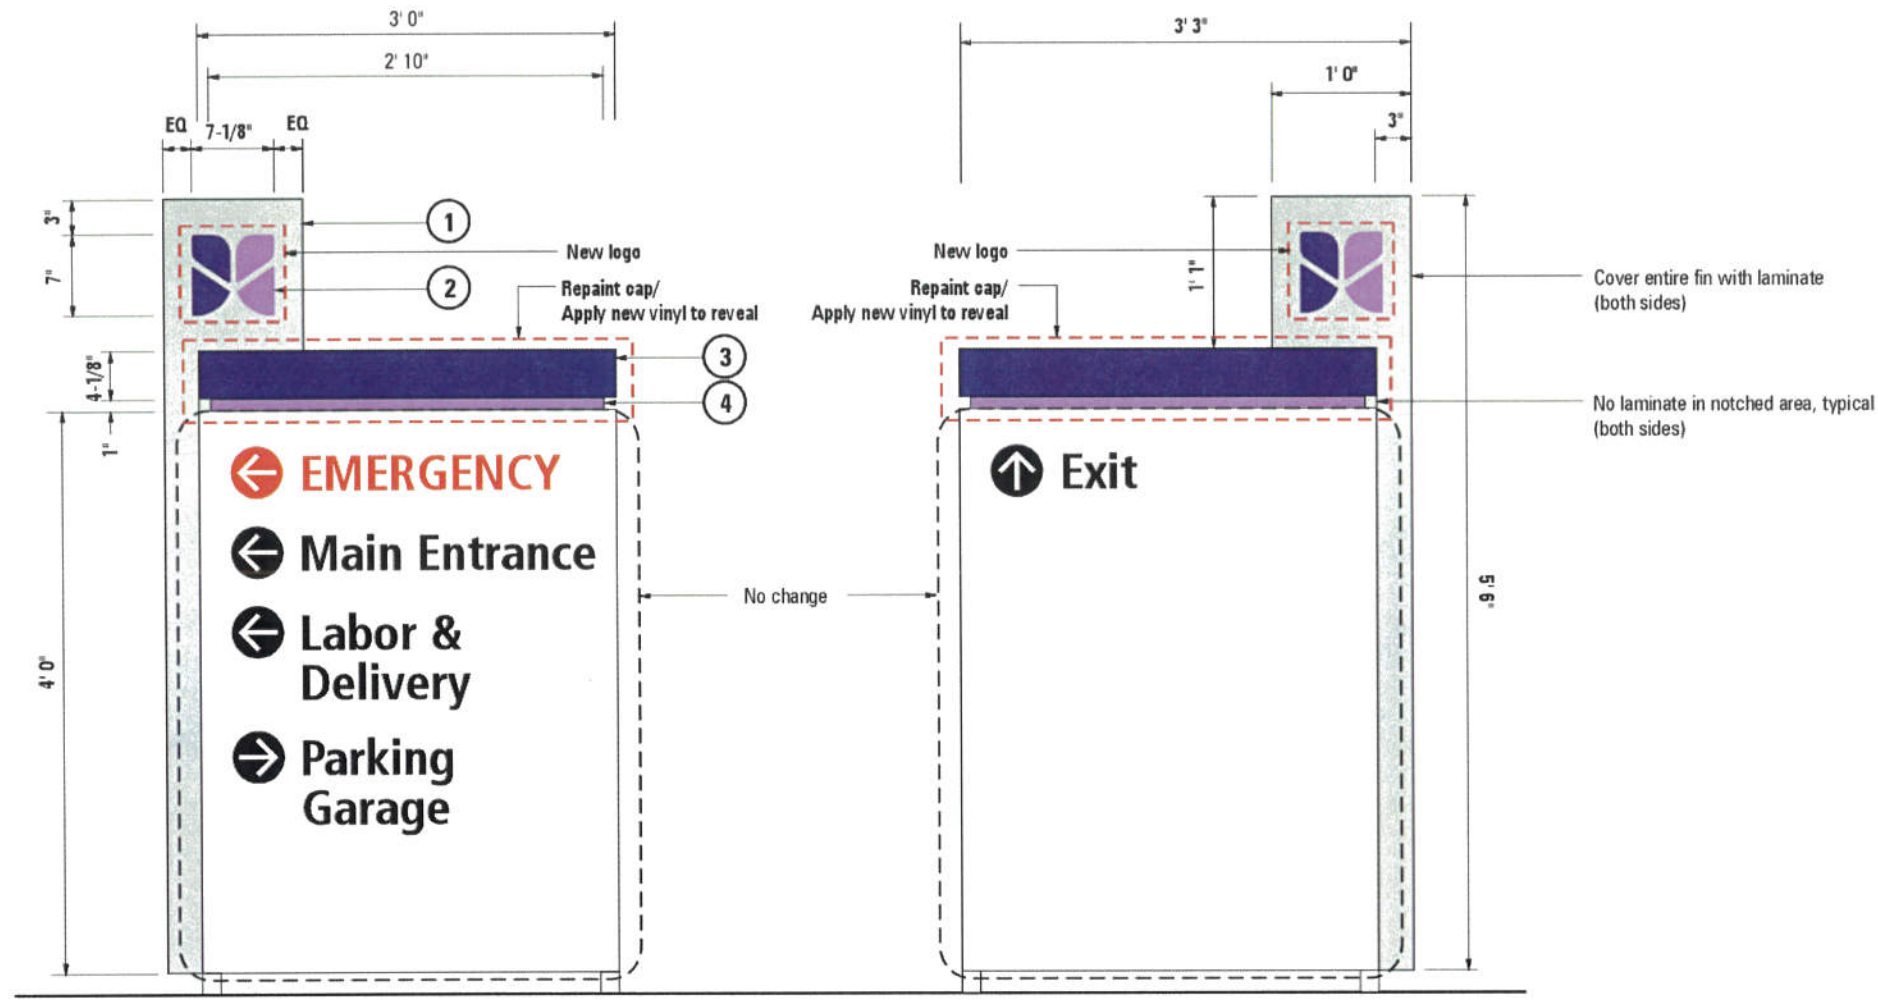 3' 0"
3' 3"
2' 10"
1' 0"
EQ 7-1/8" EQ
3"
3"
1
New logo
New logo
7"
2
1' 1"
Cover entire fin with laminate
(both sides)
Repaint cap/
Apply new vinyl to reveal
Repaint cap/
Apply new vinyl to reveal
4-1/8"
3
4
No laminate in notched area, typical
(both sides)
1"
EMERGENCY
Exit
Main Entrance
No change
5' 6"
Labor &
Delivery
4' 0"
Parking
Garage